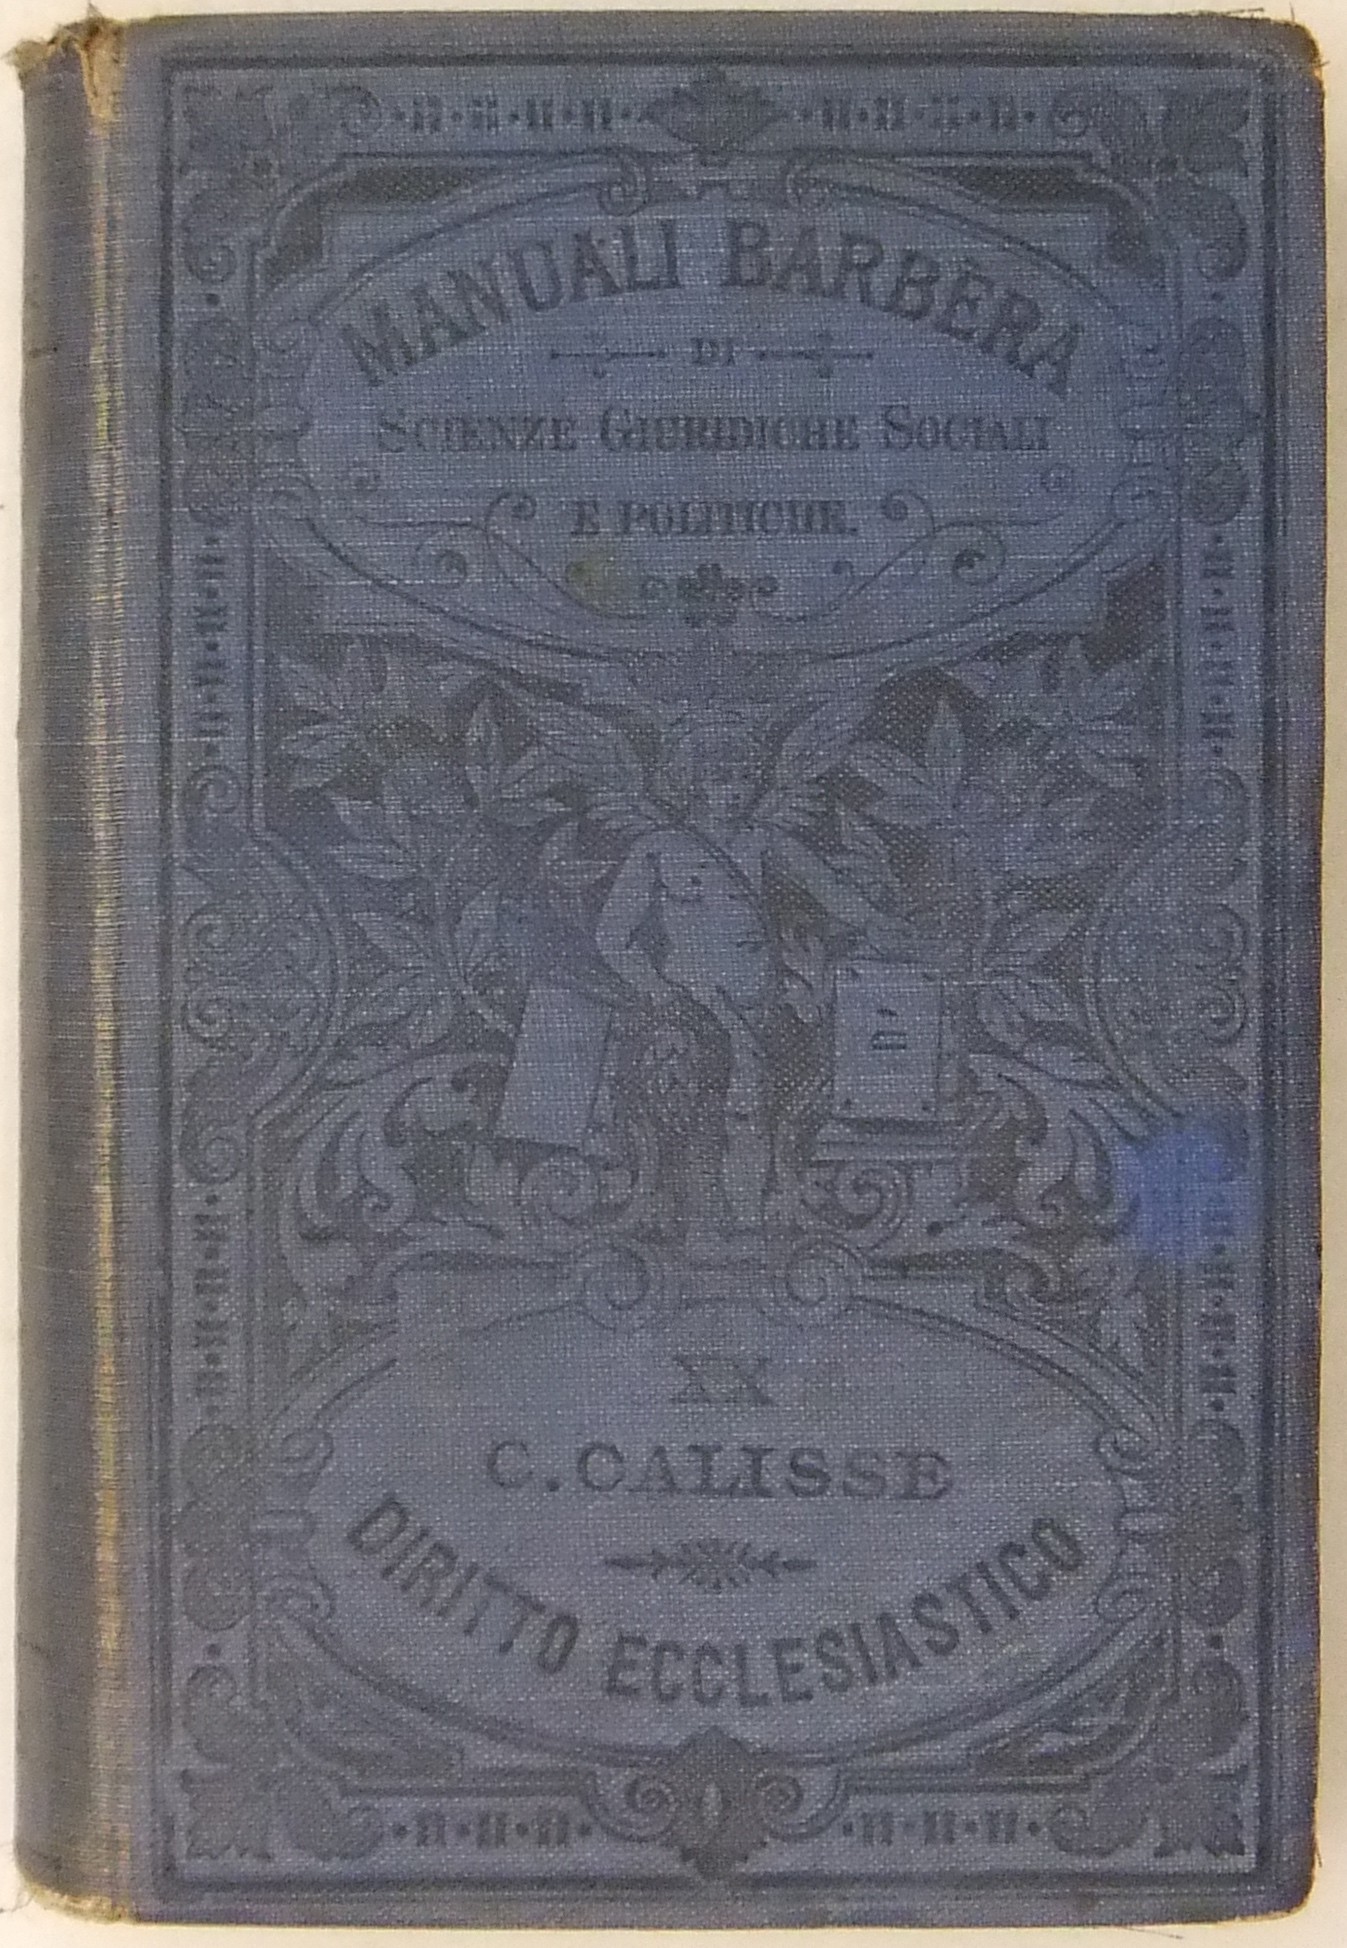 MANUALI BARBÈRA
DI
SCIENZE GIURIDICHE SOCIALI
E POLITICHE.
XX
C. CALISSE
DIRITTO ECCLESIASTICO